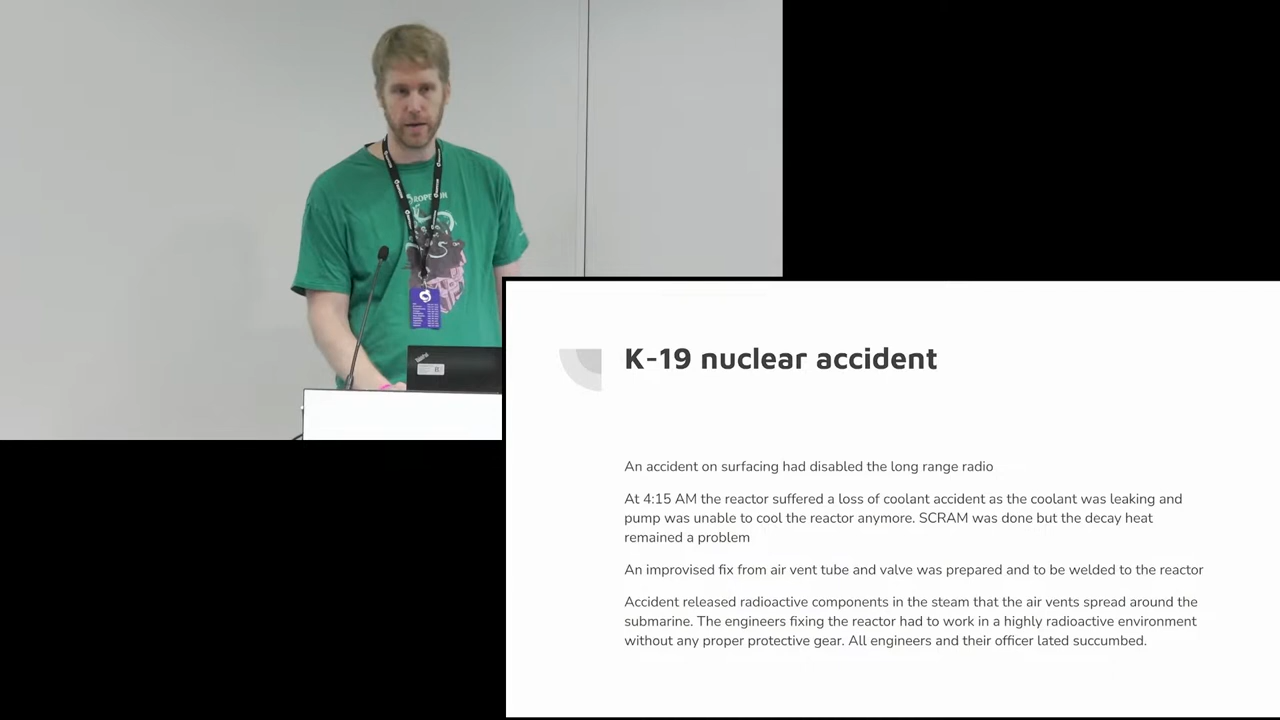 K-19 nuclear accident
An accident on surfacing had disabled the long range radio
At 4:15 AM the reactor suffered a loss of coolant accident as the coolant was leaking and
pump was unable to cool the reactor anymore. SCRAM was done but the decay heat
remained a problem
An improvised fix from air vent tube and valve was prepared and to be welded to the reactor
Accident released radioactive components in the steam that the air vents spread around the
submarine. The engineers fixing the reactor had to work in a highly radioactive environment
without any proper protective gear. All engineers and their officer lated succumbed.